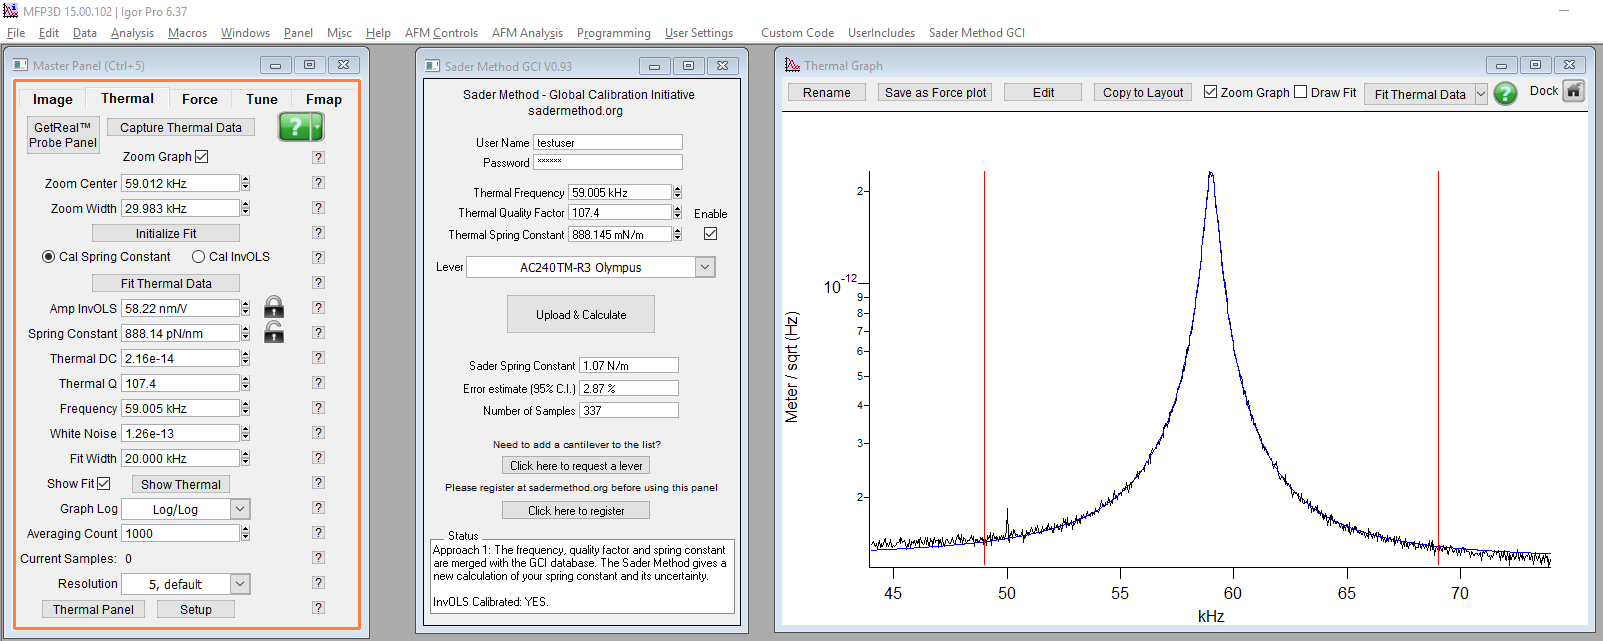 MFP3D 15.00.102 | Igor Pro 6.37
File Edit Data Analysis Macros Windows Panel Misc Help AFM Controls AFM Analysis Programming User Settings Custom Code UserIncludes Sader Method GCI
Master Panel (Ctrl+5)
Image Thermal Force Tune Fmap
GetReal™
Probe Panel
Capture Thermal Data
?
Zoom Graph ?
Zoom Center 59.012 kHz ?
Zoom Width 29.983 kHz ?
Initialize Fit ?
Cal Spring Constant Cal InvOLS ?
Fit Thermal Data ?
Amp InvOLS 58.22 nm/V ?
Spring Constant 888.14 pN/nm ?
Thermal DC 2.16e-14 ?
Thermal Q 107.4 ?
Frequency 59.005 kHz ?
White Noise 1.26e-13 ?
Fit Width 20.000 kHz ?
Show Fit Show Thermal ?
Graph Log Log/Log ?
Averaging Count 1000 ?
Current Samples: 0 ?
Resolution 5, default ?
Thermal Panel Setup ?
Sader Method GCI V0.93
Sader Method - Global Calibration Initiative
sadermethod.org
User Name testuser
Password ******
Thermal Frequency 59.005 kHz
Thermal Quality Factor 107.4 Enable
Thermal Spring Constant 888.145 mN/m
Lever AC240TM-R3 Olympus
Upload & Calculate
Sader Spring Constant 1.07 N/m
Error estimate (95% C.I.) 2.87 %
Number of Samples 337
Need to add a cantilever to the list?
Click here to request a lever
Please register at sadermethod.org before using this panel
Click here to register
Status
Approach 1: The frequency, quality factor and spring constant
are merged with the GCI database. The Sader Method gives a
new calculation of your spring constant and its uncertainty.
InvOLS Calibrated: YES.
Thermal Graph
Rename Save as Force plot Edit Copy to Layout Zoom Graph Draw Fit Fit Thermal Data ? Dock
Meter / sqrt (Hz)
2
10-12
9
8
7
6
5
4
3
2
45 50 55 60 65 70
kHz